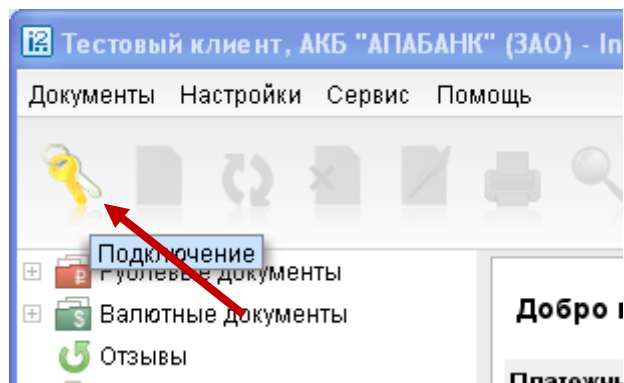 Тестовый клиент, АКБ "АПАБАНК" (ЗАО) - In
Документы Настройки Сервис Помощь
Подключение
Рублевые документы
Валютные документы
Отзывы
Добро